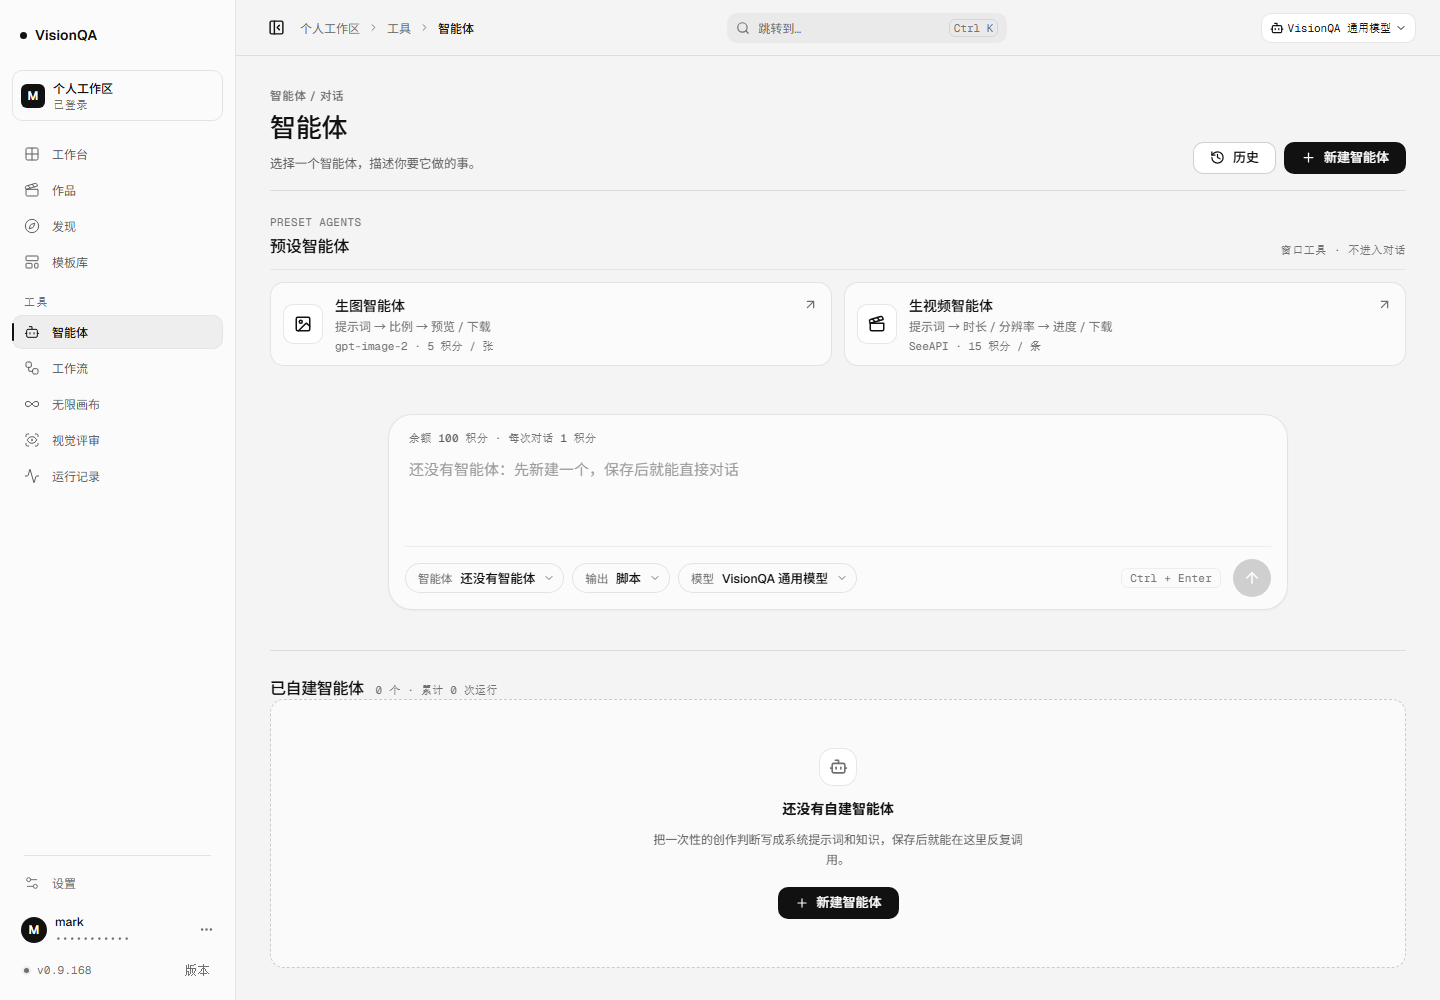 VisionQA
M
个人工作区
已登录
工作台
作品
发现
模板库
工具
智能体
工作流
无限画布
视觉评审
运行记录
设置
M
mark
...........
v0.9.168
版本
个人工作区 > 工具 > 智能体
跳转到...
Ctrl K
VisionQA 通用模型
智能体 / 对话
智能体
选择一个智能体，描述你要它做的事。
历史
新建智能体
PRESET AGENTS
预设智能体
窗口工具 · 不进入对话
生图智能体
提示词 → 比例 → 预览 / 下载
gpt-image-2 · 5 积分 / 张
生视频智能体
提示词 → 时长 / 分辨率 → 进度 / 下载
SeeAPI · 15 积分 / 条
余额 100 积分 · 每次对话 1 积分
还没有智能体：先新建一个，保存后就能直接对话
智能体 还没有智能体
输出 脚本
模型 VisionQA 通用模型
Ctrl + Enter
已自建智能体 0 个 · 累计 0 次运行
还没有自建智能体
把一次性的创作判断写成系统提示词和知识，保存后就能在这里反复调
用。
新建智能体